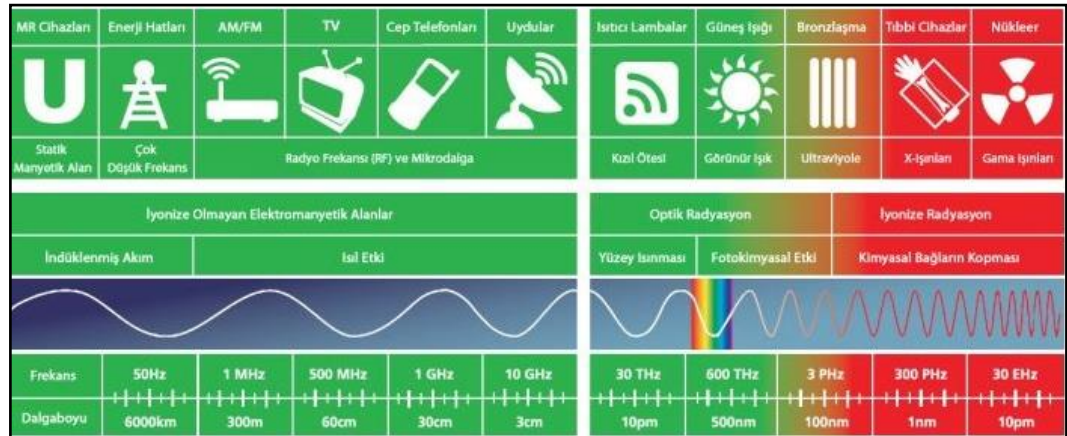 MR Cihazları Enerji Hatları AM/FM TV Cep Telefonları Uydular Isıtıcı Lambalar Güneş Işığı Bronzlaşma Tıbbi Cihazlar Nükleer
Statik Manyetik Alan
Çok Düşük Frekans
Radyo Frekansı (RF) ve Mikrodalga
Kızıl Ötesi
Görünür Işık
Ultraviyole
X-Işınları
Gama Işınları
İyonize Olmayan Elektromanyetik Alanlar Optik Radyasyon İyonize Radyasyon
İndüklenmiş Akım Isıl Etki Yüzey Isınması Fotokimyasal Etki Kimyasal Bağların Kopması
Frekans 50Hz 1 MHz 500 MHz 1 GHz 10 GHz 30 THz 600 THz 3 PHz 300 PHz 30 EHz
Dalgaboyu 6000km 300m 60cm 30cm 3cm 10pm 500nm 100nm 1nm 10pm